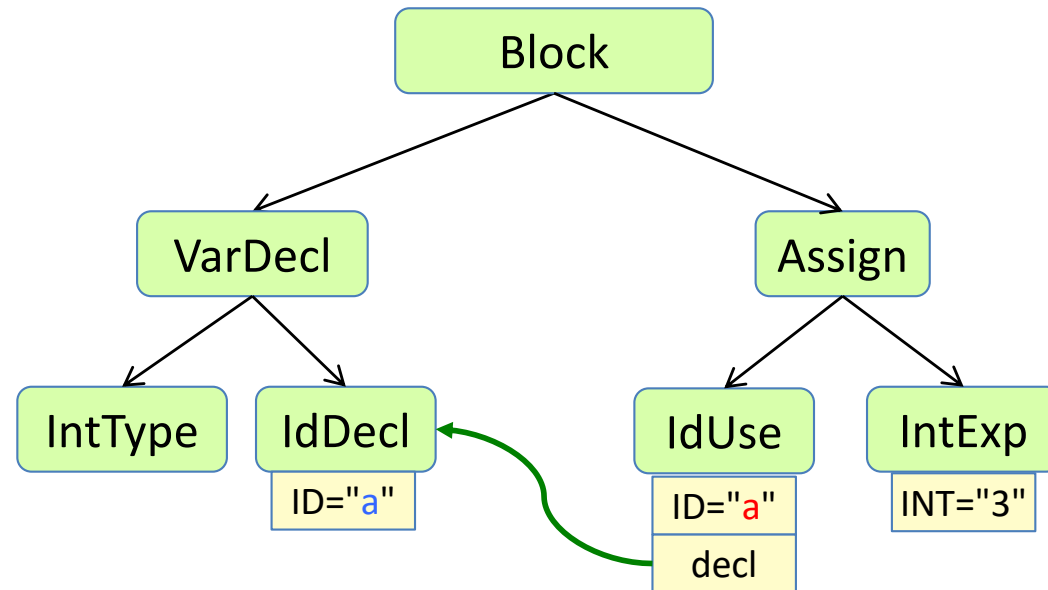 Block
VarDecl
Assign
IntType
IdDecl
IdUse
IntExp
ID="a"
ID="a"
INT="3"
decl